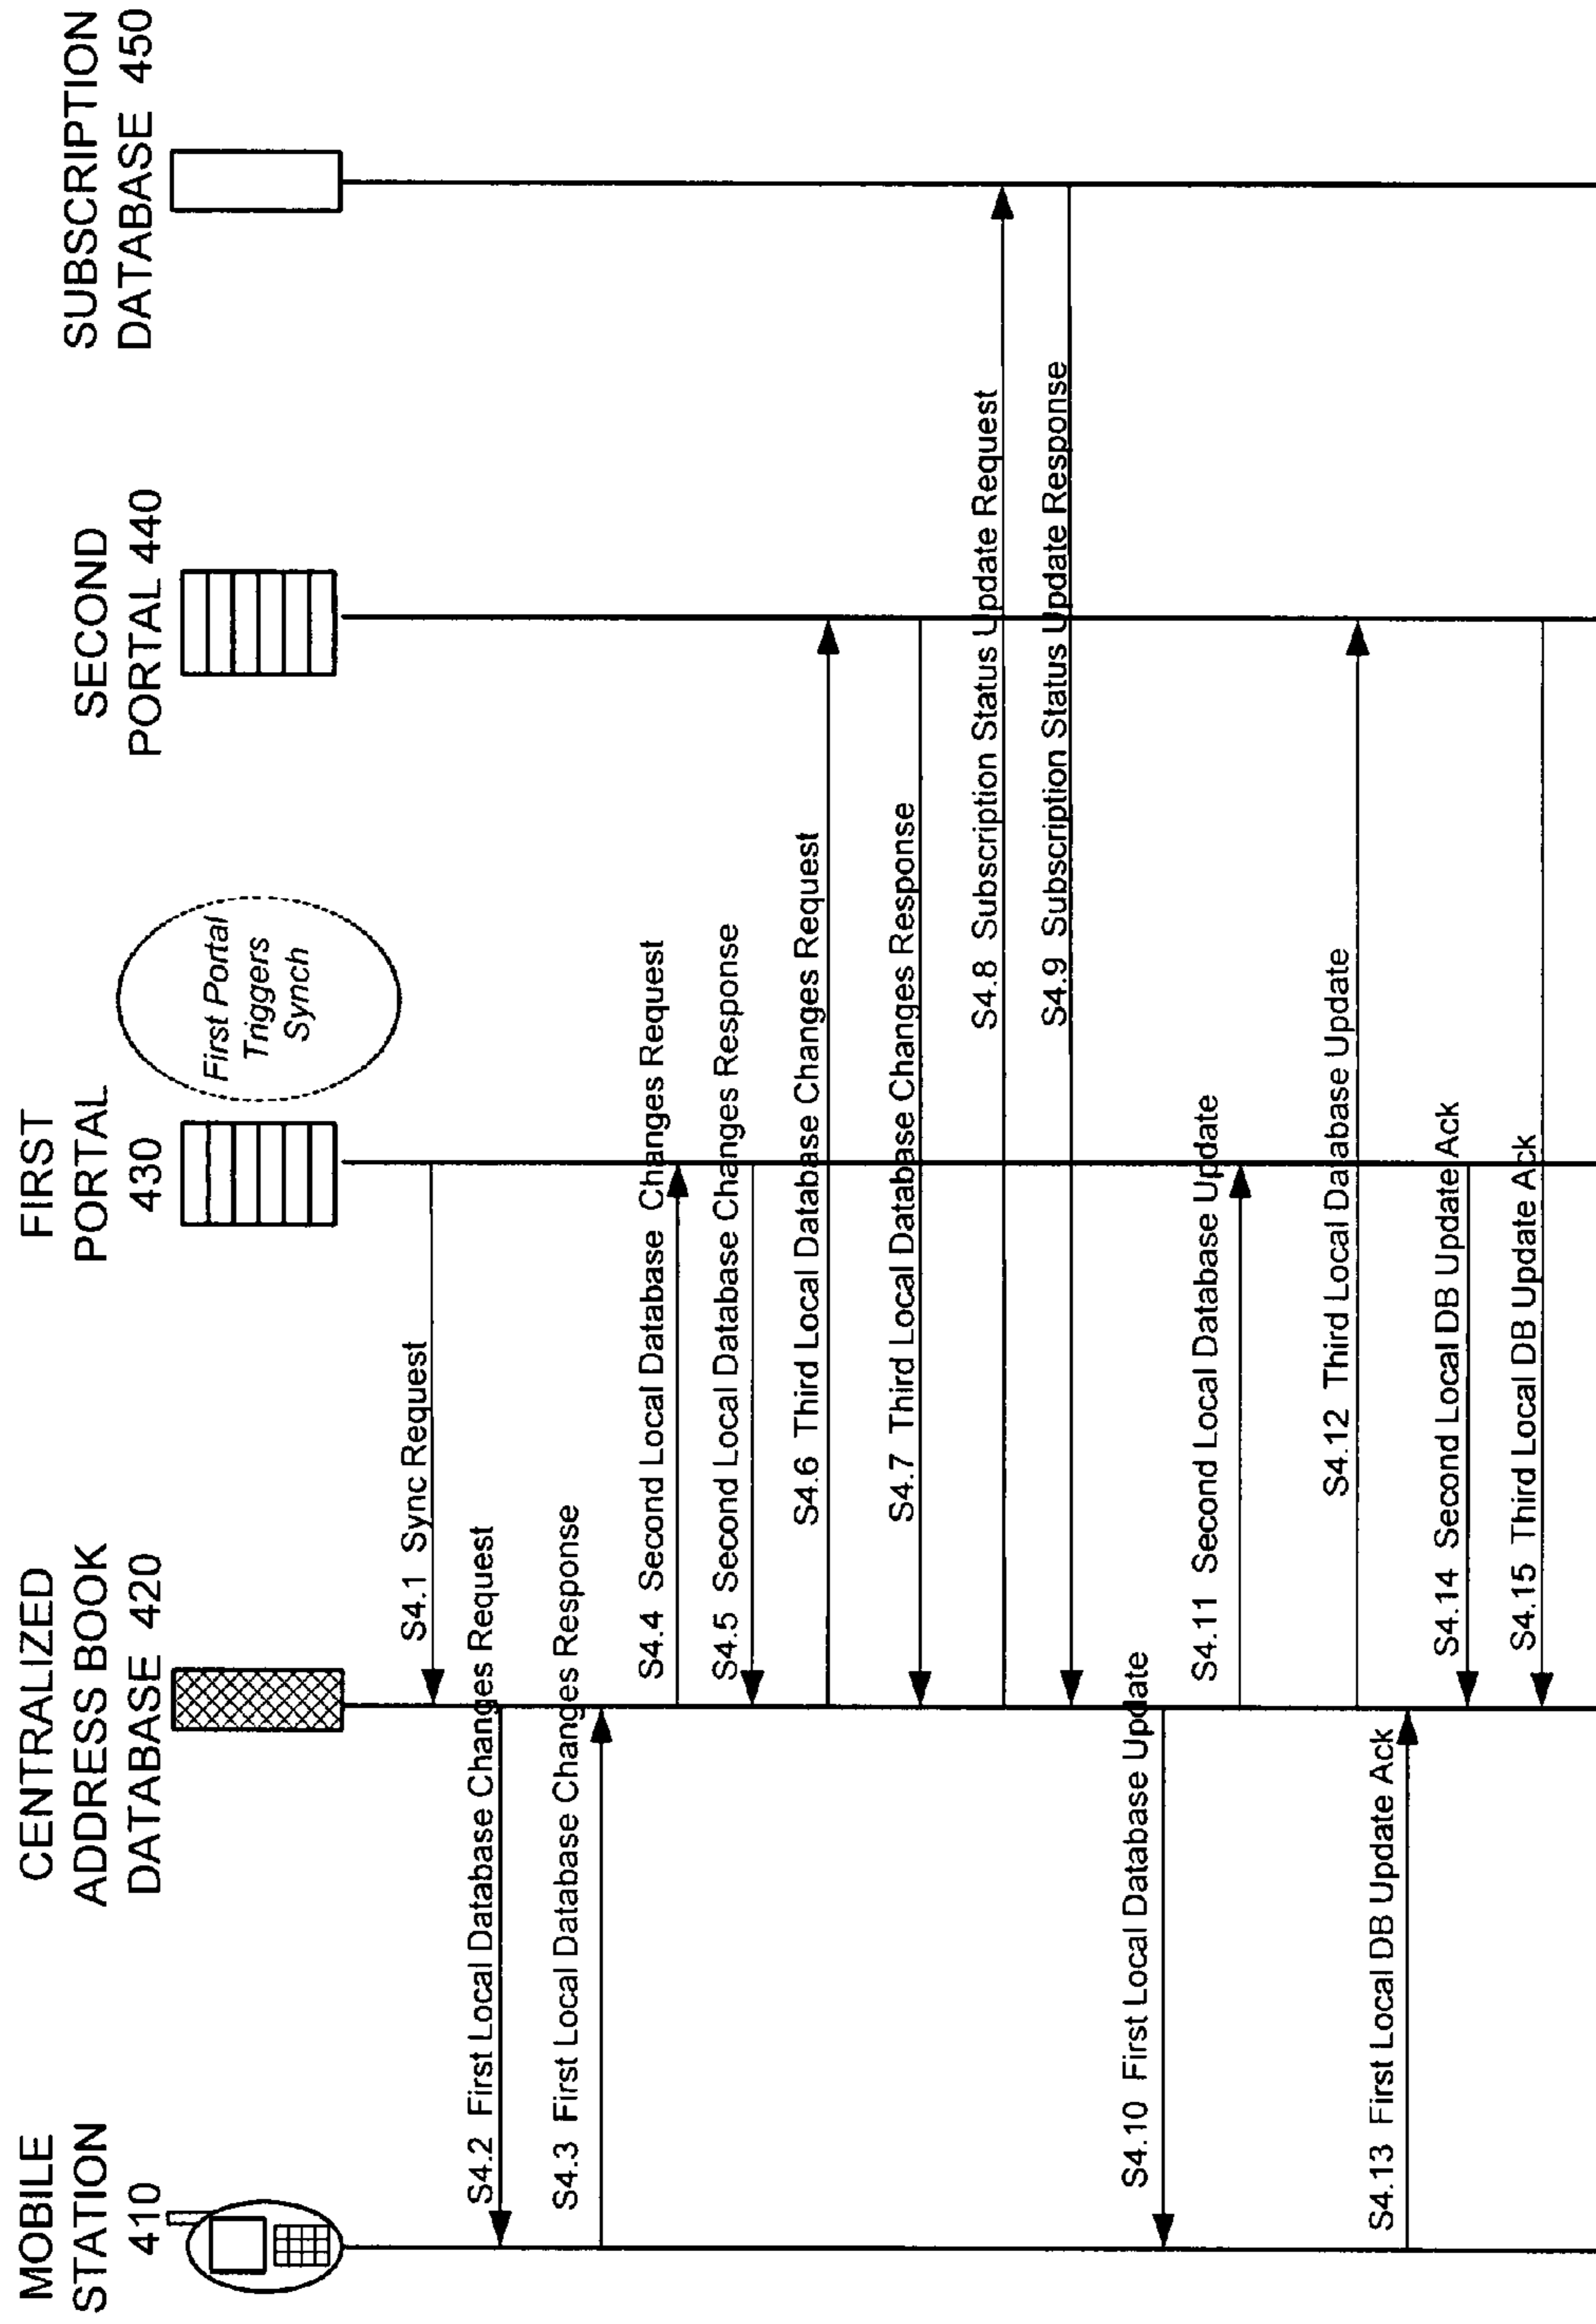 MOBILE
STATION
410
CENTRALIZED
ADDRESS BOOK
DATABASE 420
FIRST
PORTAL
430
First Portal
Triggers
Synch
SECOND
PORTAL 440
SUBSCRIPTION
DATABASE 450
S4.1 Sync Request
S4.2 First Local Database Changes Request
S4.3 First Local Database Changes Response
S4.4 Second Local Database Changes Request
S4.5 Second Local Database Changes Response
S4.6 Third Local Database Changes Request
S4.7 Third Local Database Changes Response
S4.8 Subscription Status Update Request
S4.9 Subscription Status Update Response
S4.10 First Local Database Update
S4.11 Second Local Database Update
S4.12 Third Local Database Update
S4.13 First Local DB Update Ack
S4.14 Second Local DB Update Ack
S4.15 Third Local DB Update Ack